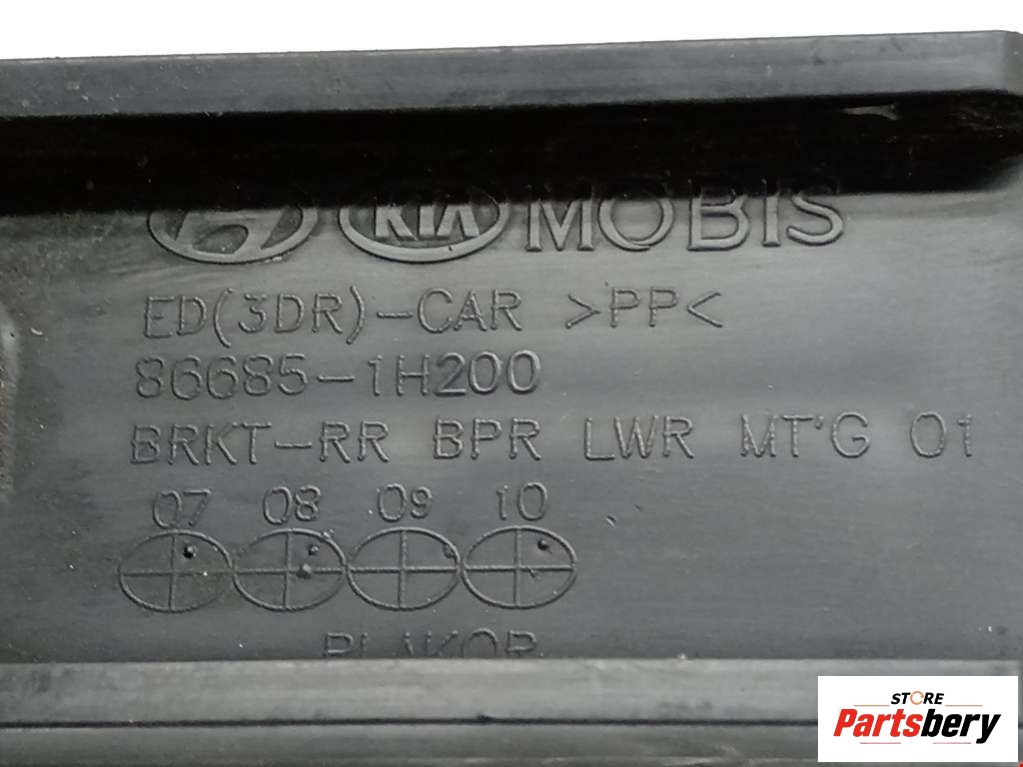 KIA MOBIS
ED(3DR)-CAR >PP<
86685-1H200
BRKT-RR BPR LWR MT'G 01
07 08 09 10
STORE
Partsbery